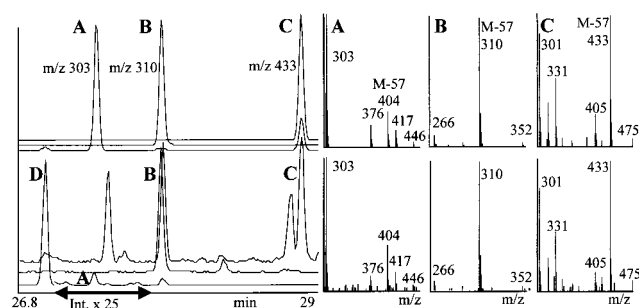 A B C
m/z 303 m/z 310 m/z 433
D B C
A
Int. x 25
26.8 min 29
A
303
M-57
404
376 417
446
B
M-57
310
266
352
C
M-57
433
301
331
405
475
303
404
376 417
446
m/z
310
266
352
m/z
433
301
331
405
475
m/z